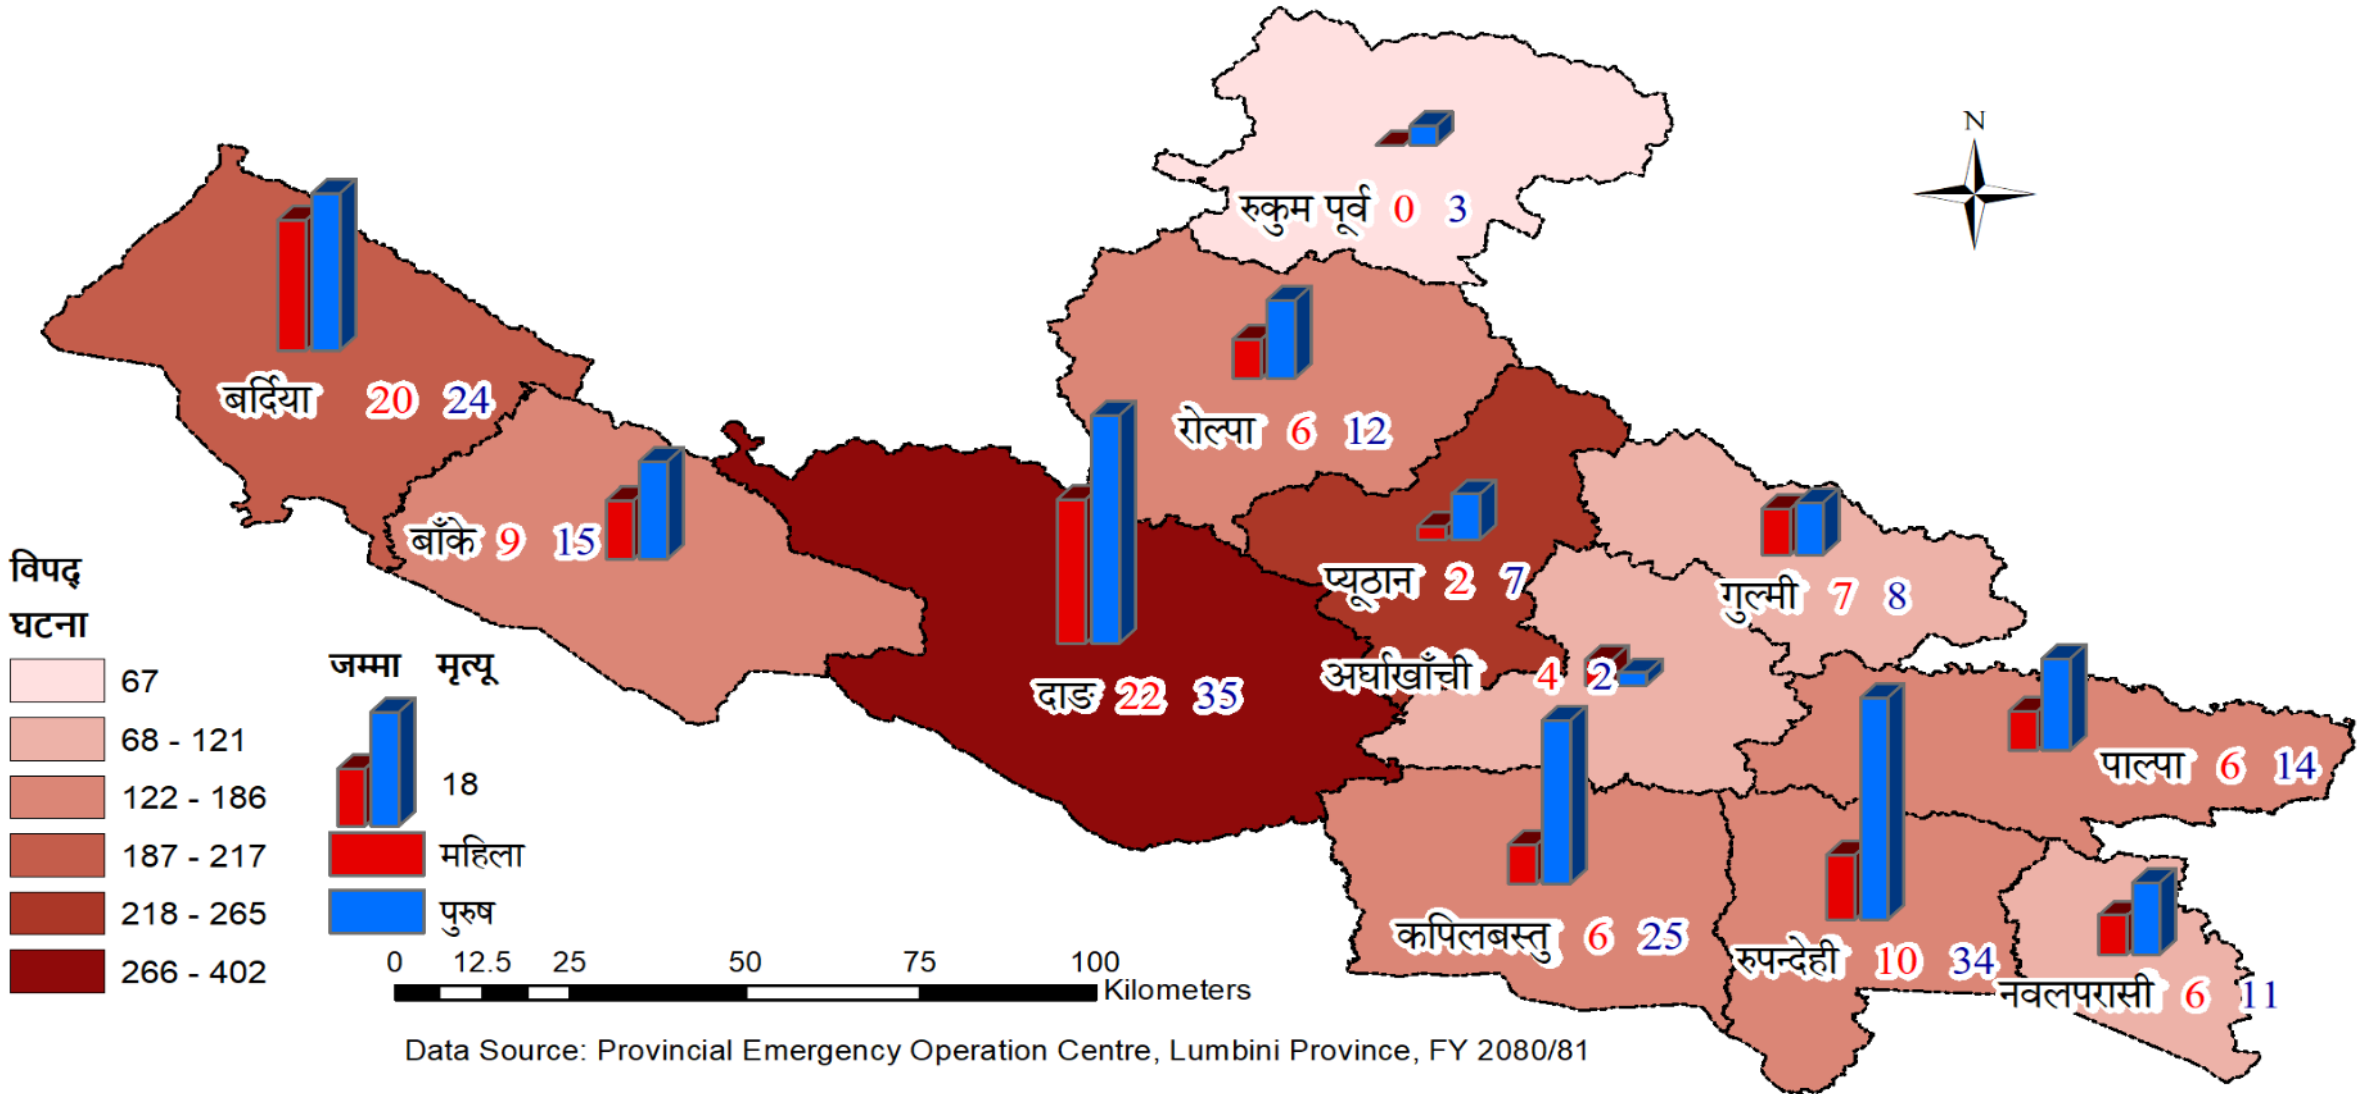 N
रुकुम पूर्व 0 3
बर्दिया 20 24
रोल्पा 6 12
बाँके 9 15
प्यूठान 2 7
गुल्मी 7 8
अर्घाखाँची 4 2
दाङ 22 35
पाल्पा 6 14
कपिलबस्तु 6 25
रुपन्देही 10 34
नवलपरासी 6 11
विपद्
घटना
67
68 - 121
122 - 186
187 - 217
218 - 265
266 - 402
जम्मा मृत्यू
18
महिला
पुरुष
0 12.5 25 50 75 100
Kilometers
Data Source: Provincial Emergency Operation Centre, Lumbini Province, FY 2080/81